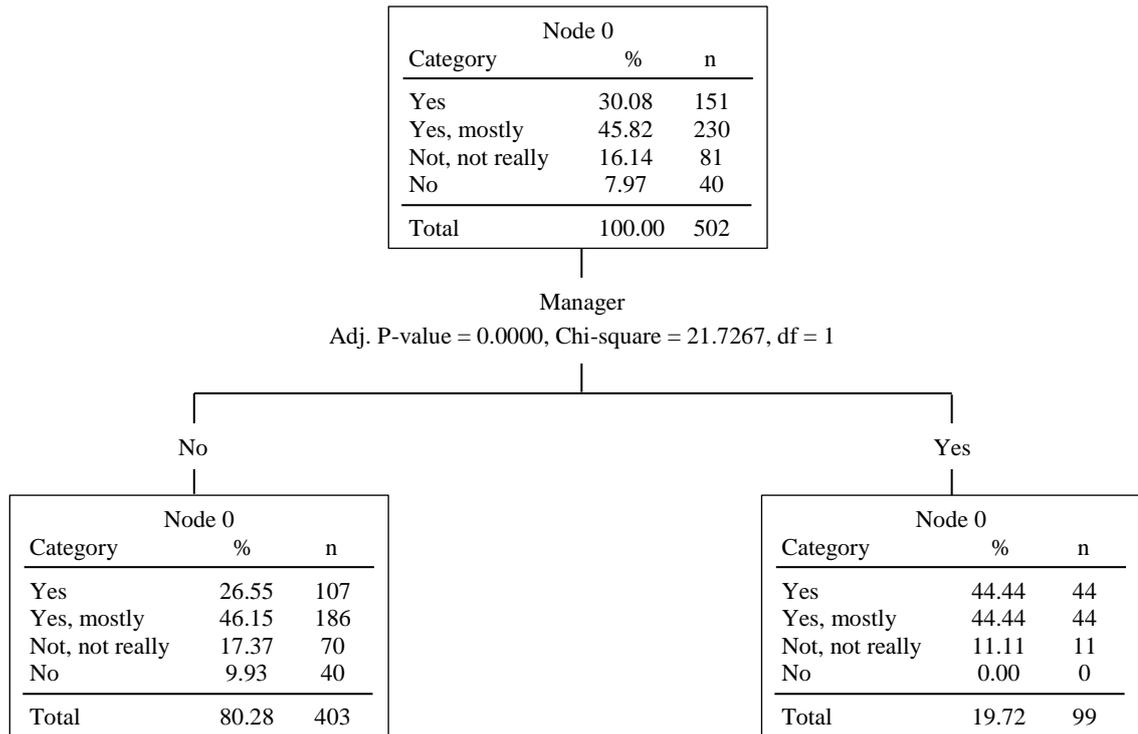 Node 0
Category % n
Yes 30.08 151
Yes, mostly 45.82 230
Not, not really 16.14 81
No 7.97 40
Total 100.00 502
Manager
Adj. P-value = 0.0000, Chi-square = 21.7267, df = 1
No
Yes
Node 0
Category % n
Yes 26.55 107
Yes, mostly 46.15 186
Not, not really 17.37 70
No 9.93 40
Total 80.28 403
Node 0
Category % n
Yes 44.44 44
Yes, mostly 44.44 44
Not, not really 11.11 11
No 0.00 0
Total 19.72 99